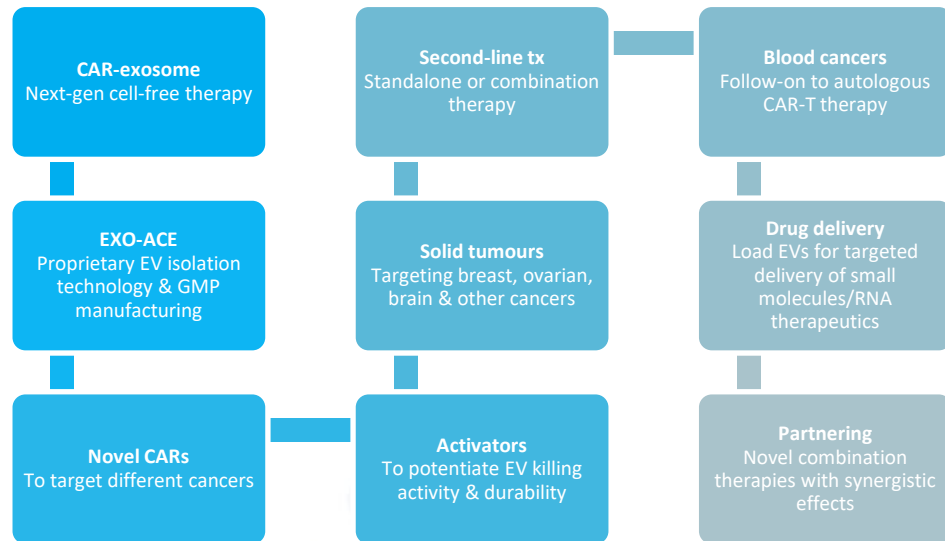 CAR-exosome
Next-gen cell-free therapy
EXO-ACE
Proprietary EV isolation
technology & GMP
manufacturing
Novel CARs
To target different cancers
Activators
To potentiate EV killing
activity & durability
Solid tumours
Targeting breast, ovarian,
brain & other cancers
Second-line tx
Standalone or combination
therapy
Blood cancers
Follow-on to autologous
CAR-T therapy
Drug delivery
Load EVs for targeted
delivery of small
molecules/RNA
therapeutics
Partnering
Novel combination
therapies with synergistic
effects